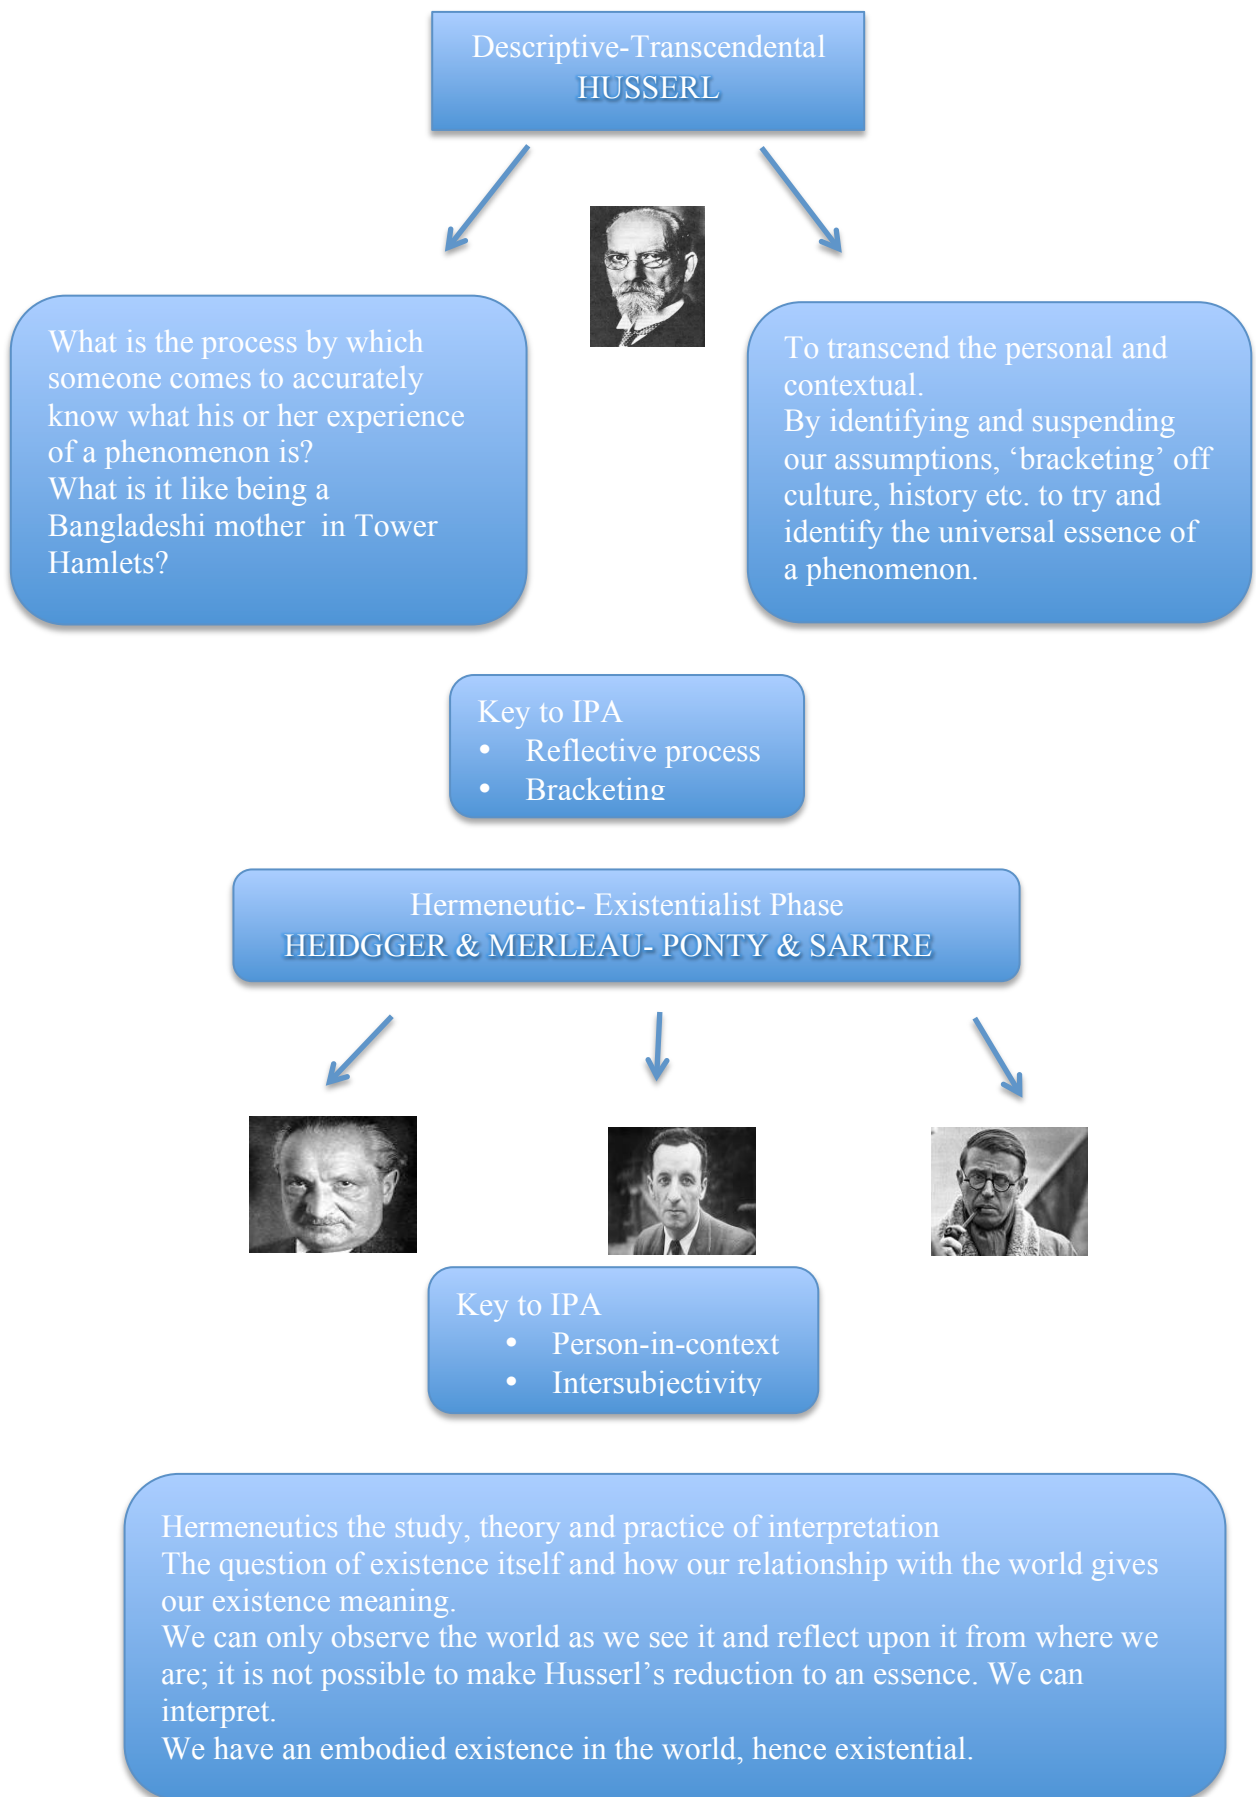 Descriptive-Transcendental
HUSSERL
What is the process by which
someone comes to accurately
know what his or her experience
of a phenomenon is?
What is it like being a
Bangladeshi mother in Tower
Hamlets?
To transcend the personal and
contextual.
By identifying and suspending
our assumptions, ‘bracketing’ off
culture, history etc. to try and
identify the universal essence of
a phenomenon.
Key to IPA
• Reflective process
• Bracketing
Hermeneutic- Existentialist Phase
HEIDGGER & MERLEAU- PONTY & SARTRE
Key to IPA
• Person-in-context
• Intersubjectivity
Hermeneutics the study, theory and practice of interpretation
The question of existence itself and how our relationship with the world gives
our existence meaning.
We can only observe the world as we see it and reflect upon it from where we
are; it is not possible to make Husserl’s reduction to an essence. We can
interpret.
We have an embodied existence in the world, hence existential.